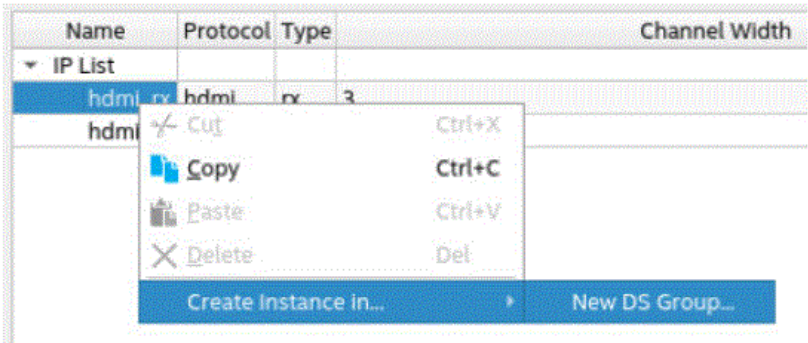 Name Protocol Type Channel Width
IP List
hdmi_rx hdmi rx 3
hdmi
Cut Ctrl+X
Copy Ctrl+C
Paste Ctrl+V
Delete Del
Create Instance in... New DS Group...